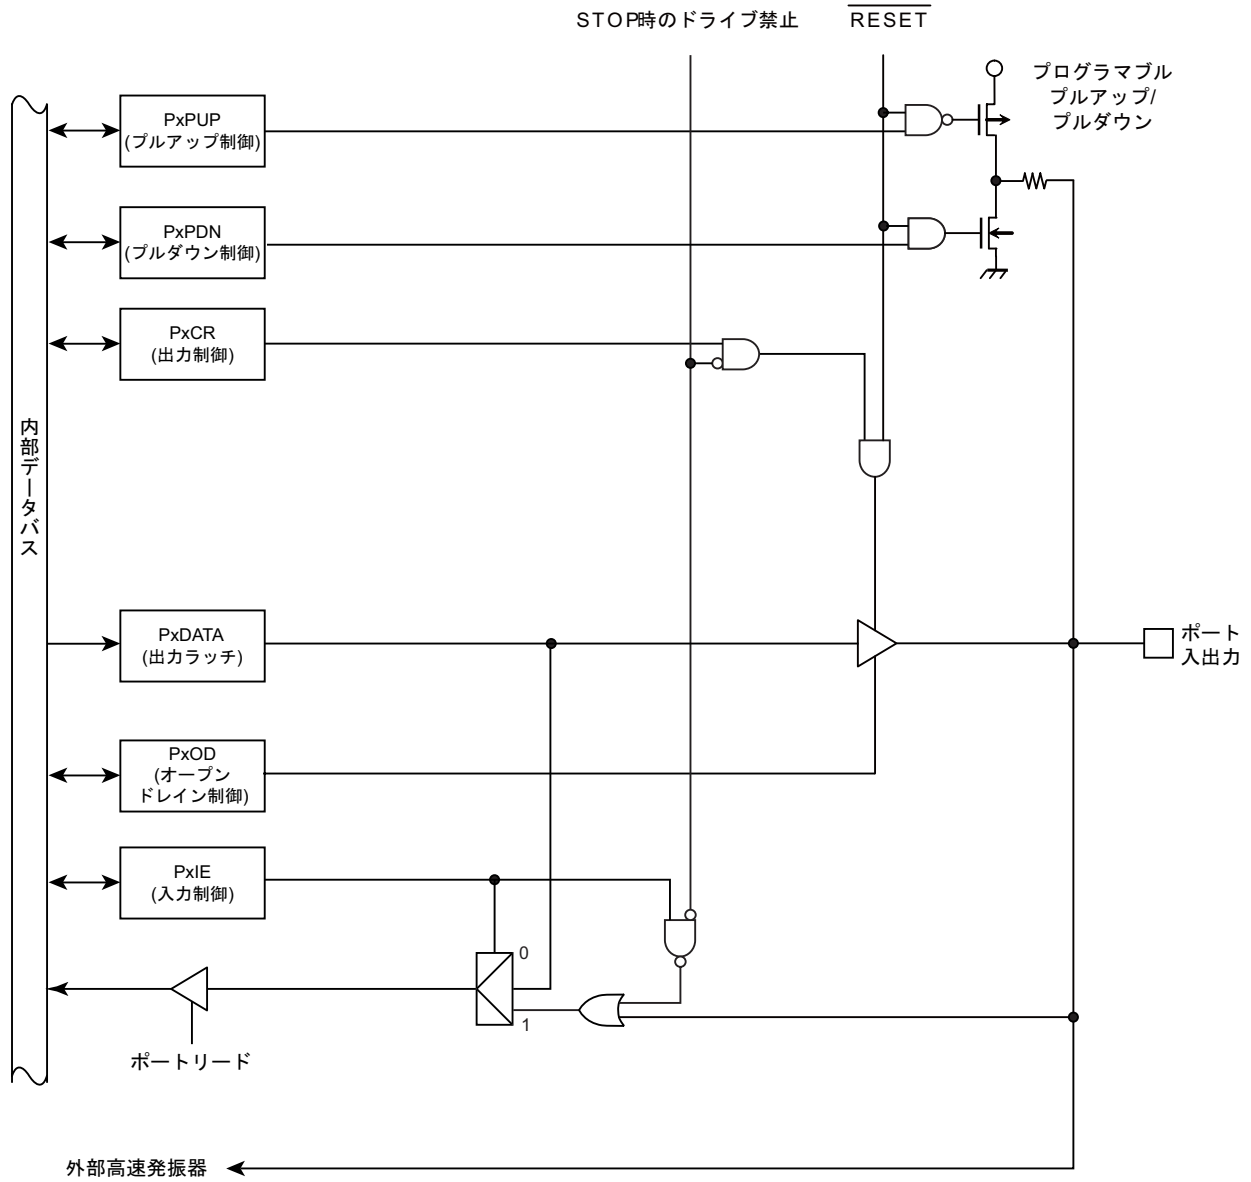 STOP時のドライブ禁止
RESET
プログラマブル
プルアップ/
プルダウン
PxPUP
(プルアップ制御)
PxPDN
(プルダウン制御)
PxCR
(出力制御)
内部データバス
PxDATA
(出力ラッチ)
ポート
入出力
PxOD
(オープン
ドレイン制御)
PxIE
(入力制御)
0
1
ポートリード
外部高速発振器